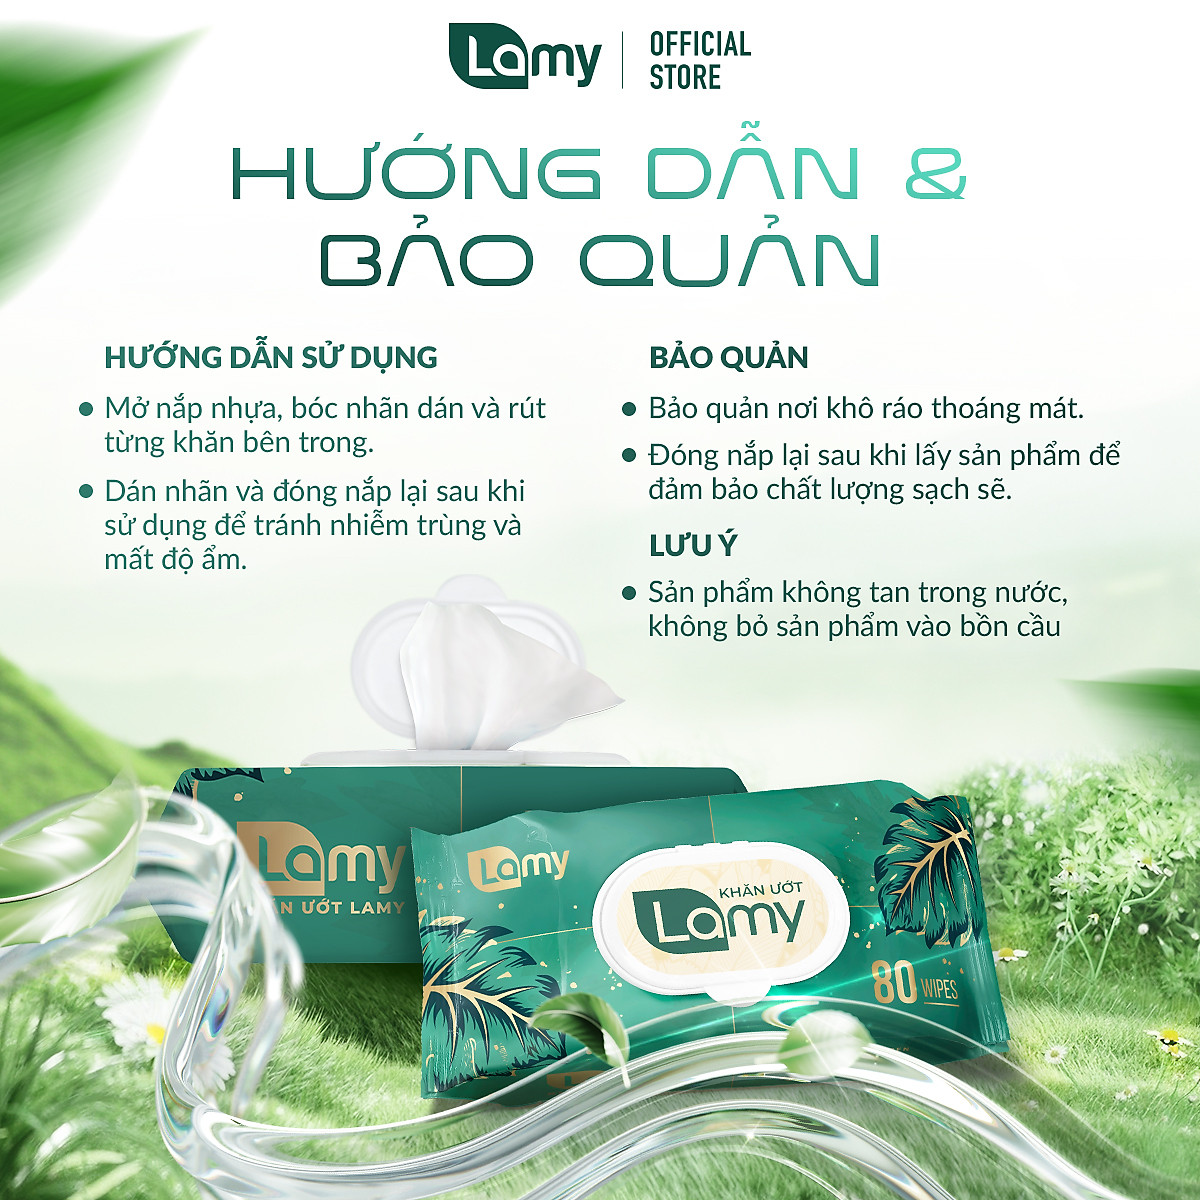 Lamy
OFFICIAL
STORE
HƯỚNG DẪN &
BẢO QUẢN
HƯỚNG DẪN SỬ DỤNG
• Mở nắp nhựa, bóc nhãn dán và rút
từng khăn bên trong.
• Dán nhãn và đóng nắp lại sau khi
sử dụng để tránh nhiễm trùng và
mất độ ẩm.
BẢO QUẢN
• Bảo quản nơi khô ráo thoáng mát.
• Đóng nắp lại sau khi lấy sản phẩm để
đảm bảo chất lượng sạch sẽ.
LƯU Ý
• Sản phẩm không tan trong nước,
không bỏ sản phẩm vào bồn cầu
Lamy
ƯỚT LAMY
Lamy
KHĂN ƯỚT
Lamy
80 WIPES